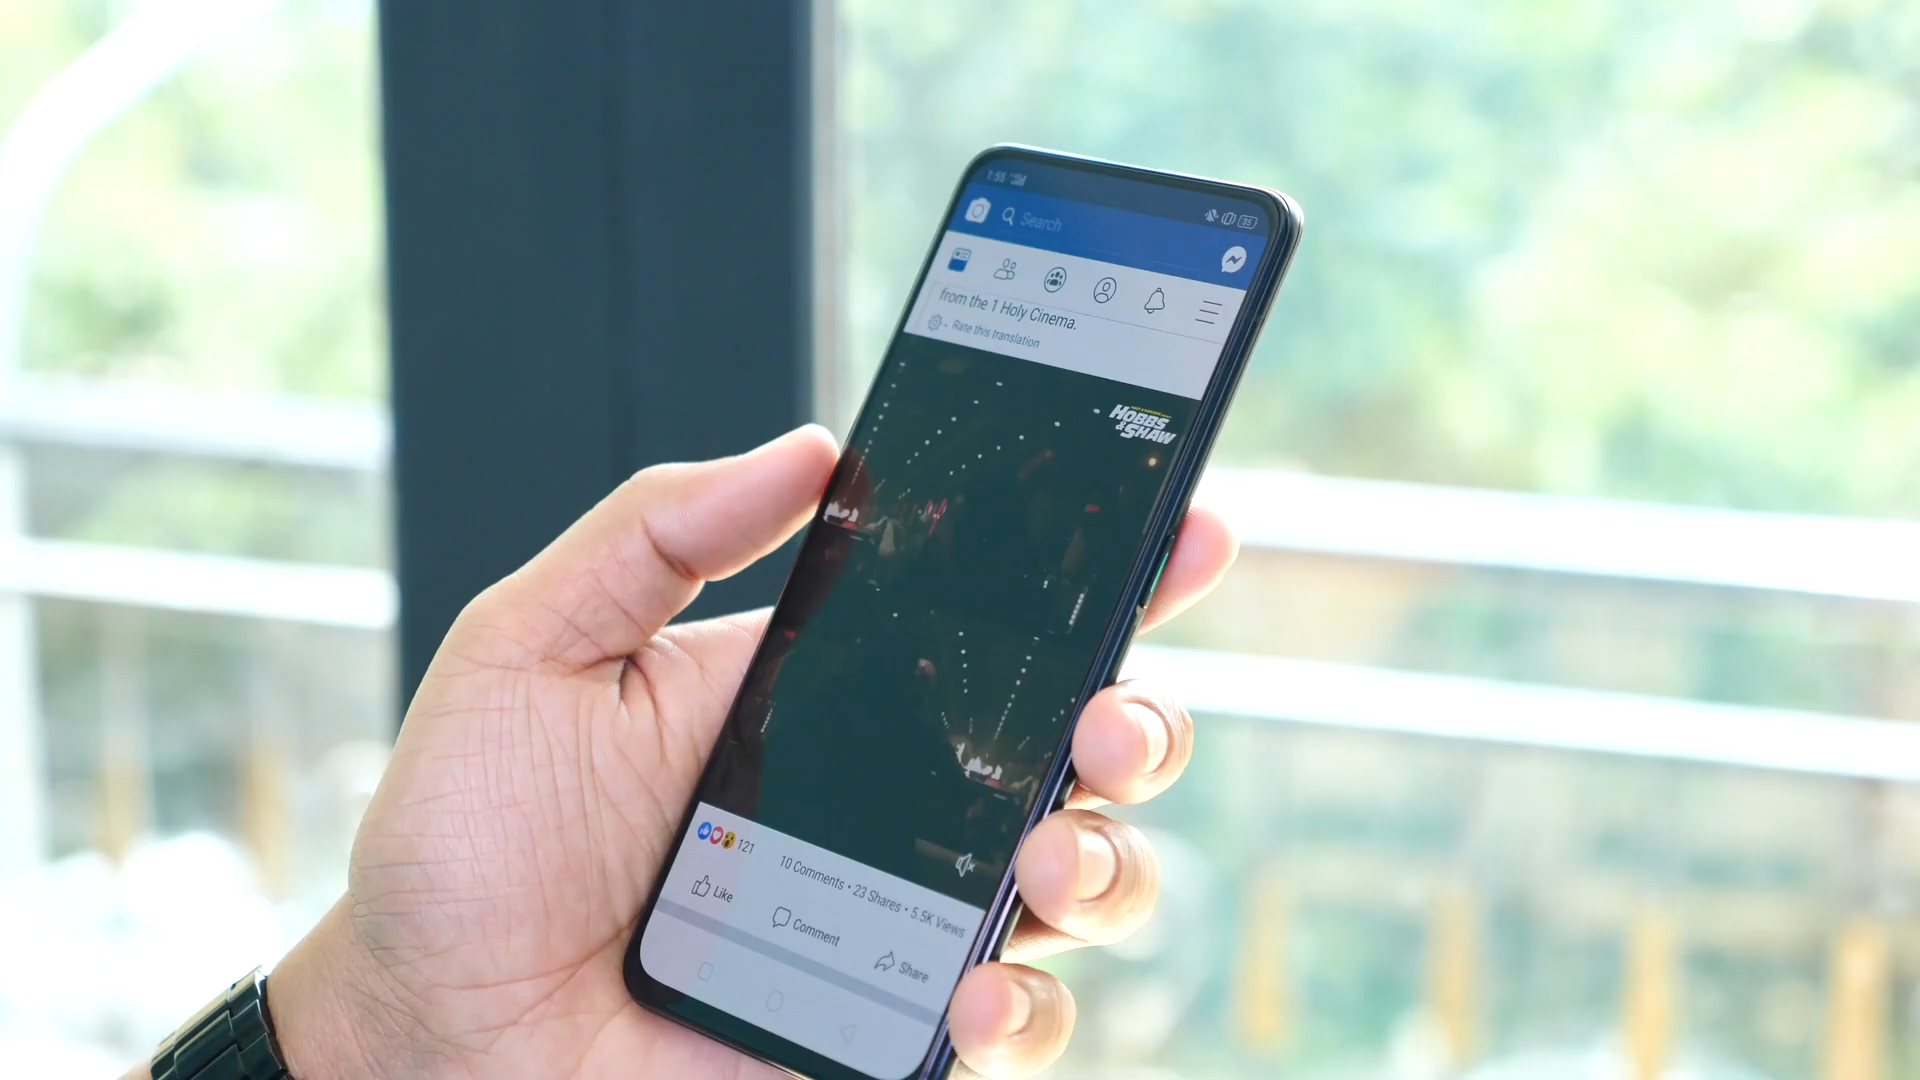 1:55
35
Search
from the 1 Holy Cinema.
Rate this translation
HOBBS
& SHAW
121
10 Comments • 23 Shares • 5.5K Views
Like
Comment
Share